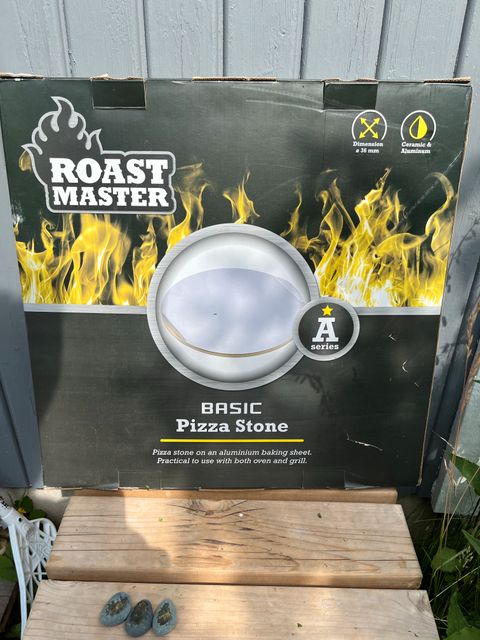 ROAST
MASTER
Dimension
ø 36 mm
Ceramic &
Aluminum
A
series
BASIC
Pizza Stone
Pizza stone on an aluminium baking sheet.
Practical to use with both oven and grill.